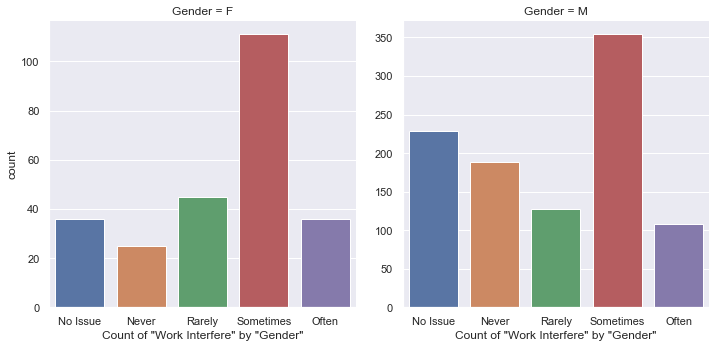 Gender = F
count
100
80
60
40
20
0
No Issue Never Rarely Sometimes Often
Count of "Work Interfere" by "Gender"
Gender = M
350
300
250
200
150
100
50
0
No Issue Never Rarely Sometimes Often
Count of "Work Interfere" by "Gender"